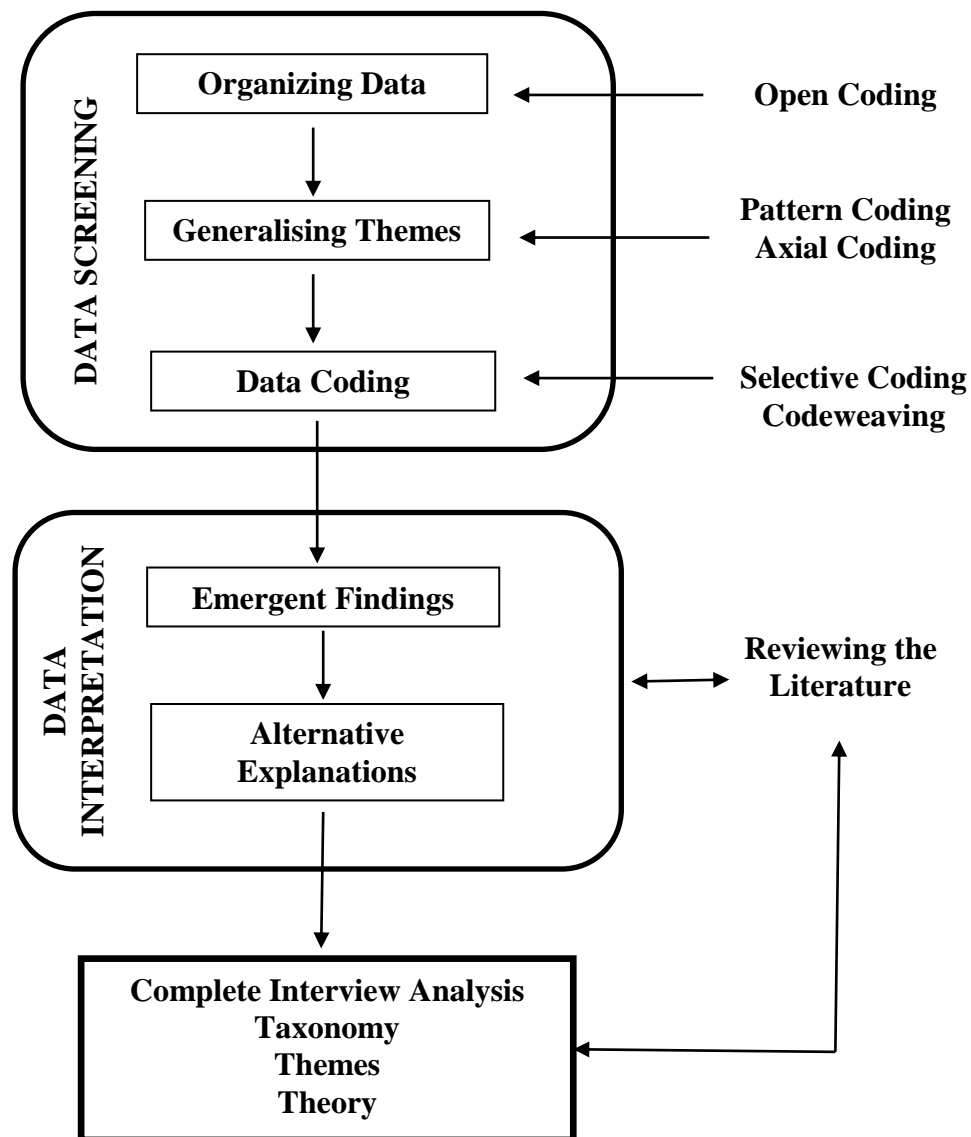 DATA SCREENING
Organizing Data
Open Coding
Generalising Themes
Pattern Coding
Axial Coding
Data Coding
Selective Coding
Codeweaving
DATA
INTERPRETATION
Emergent Findings
Alternative
Explanations
Reviewing the
Literature
Complete Interview Analysis
Taxonomy
Themes
Theory